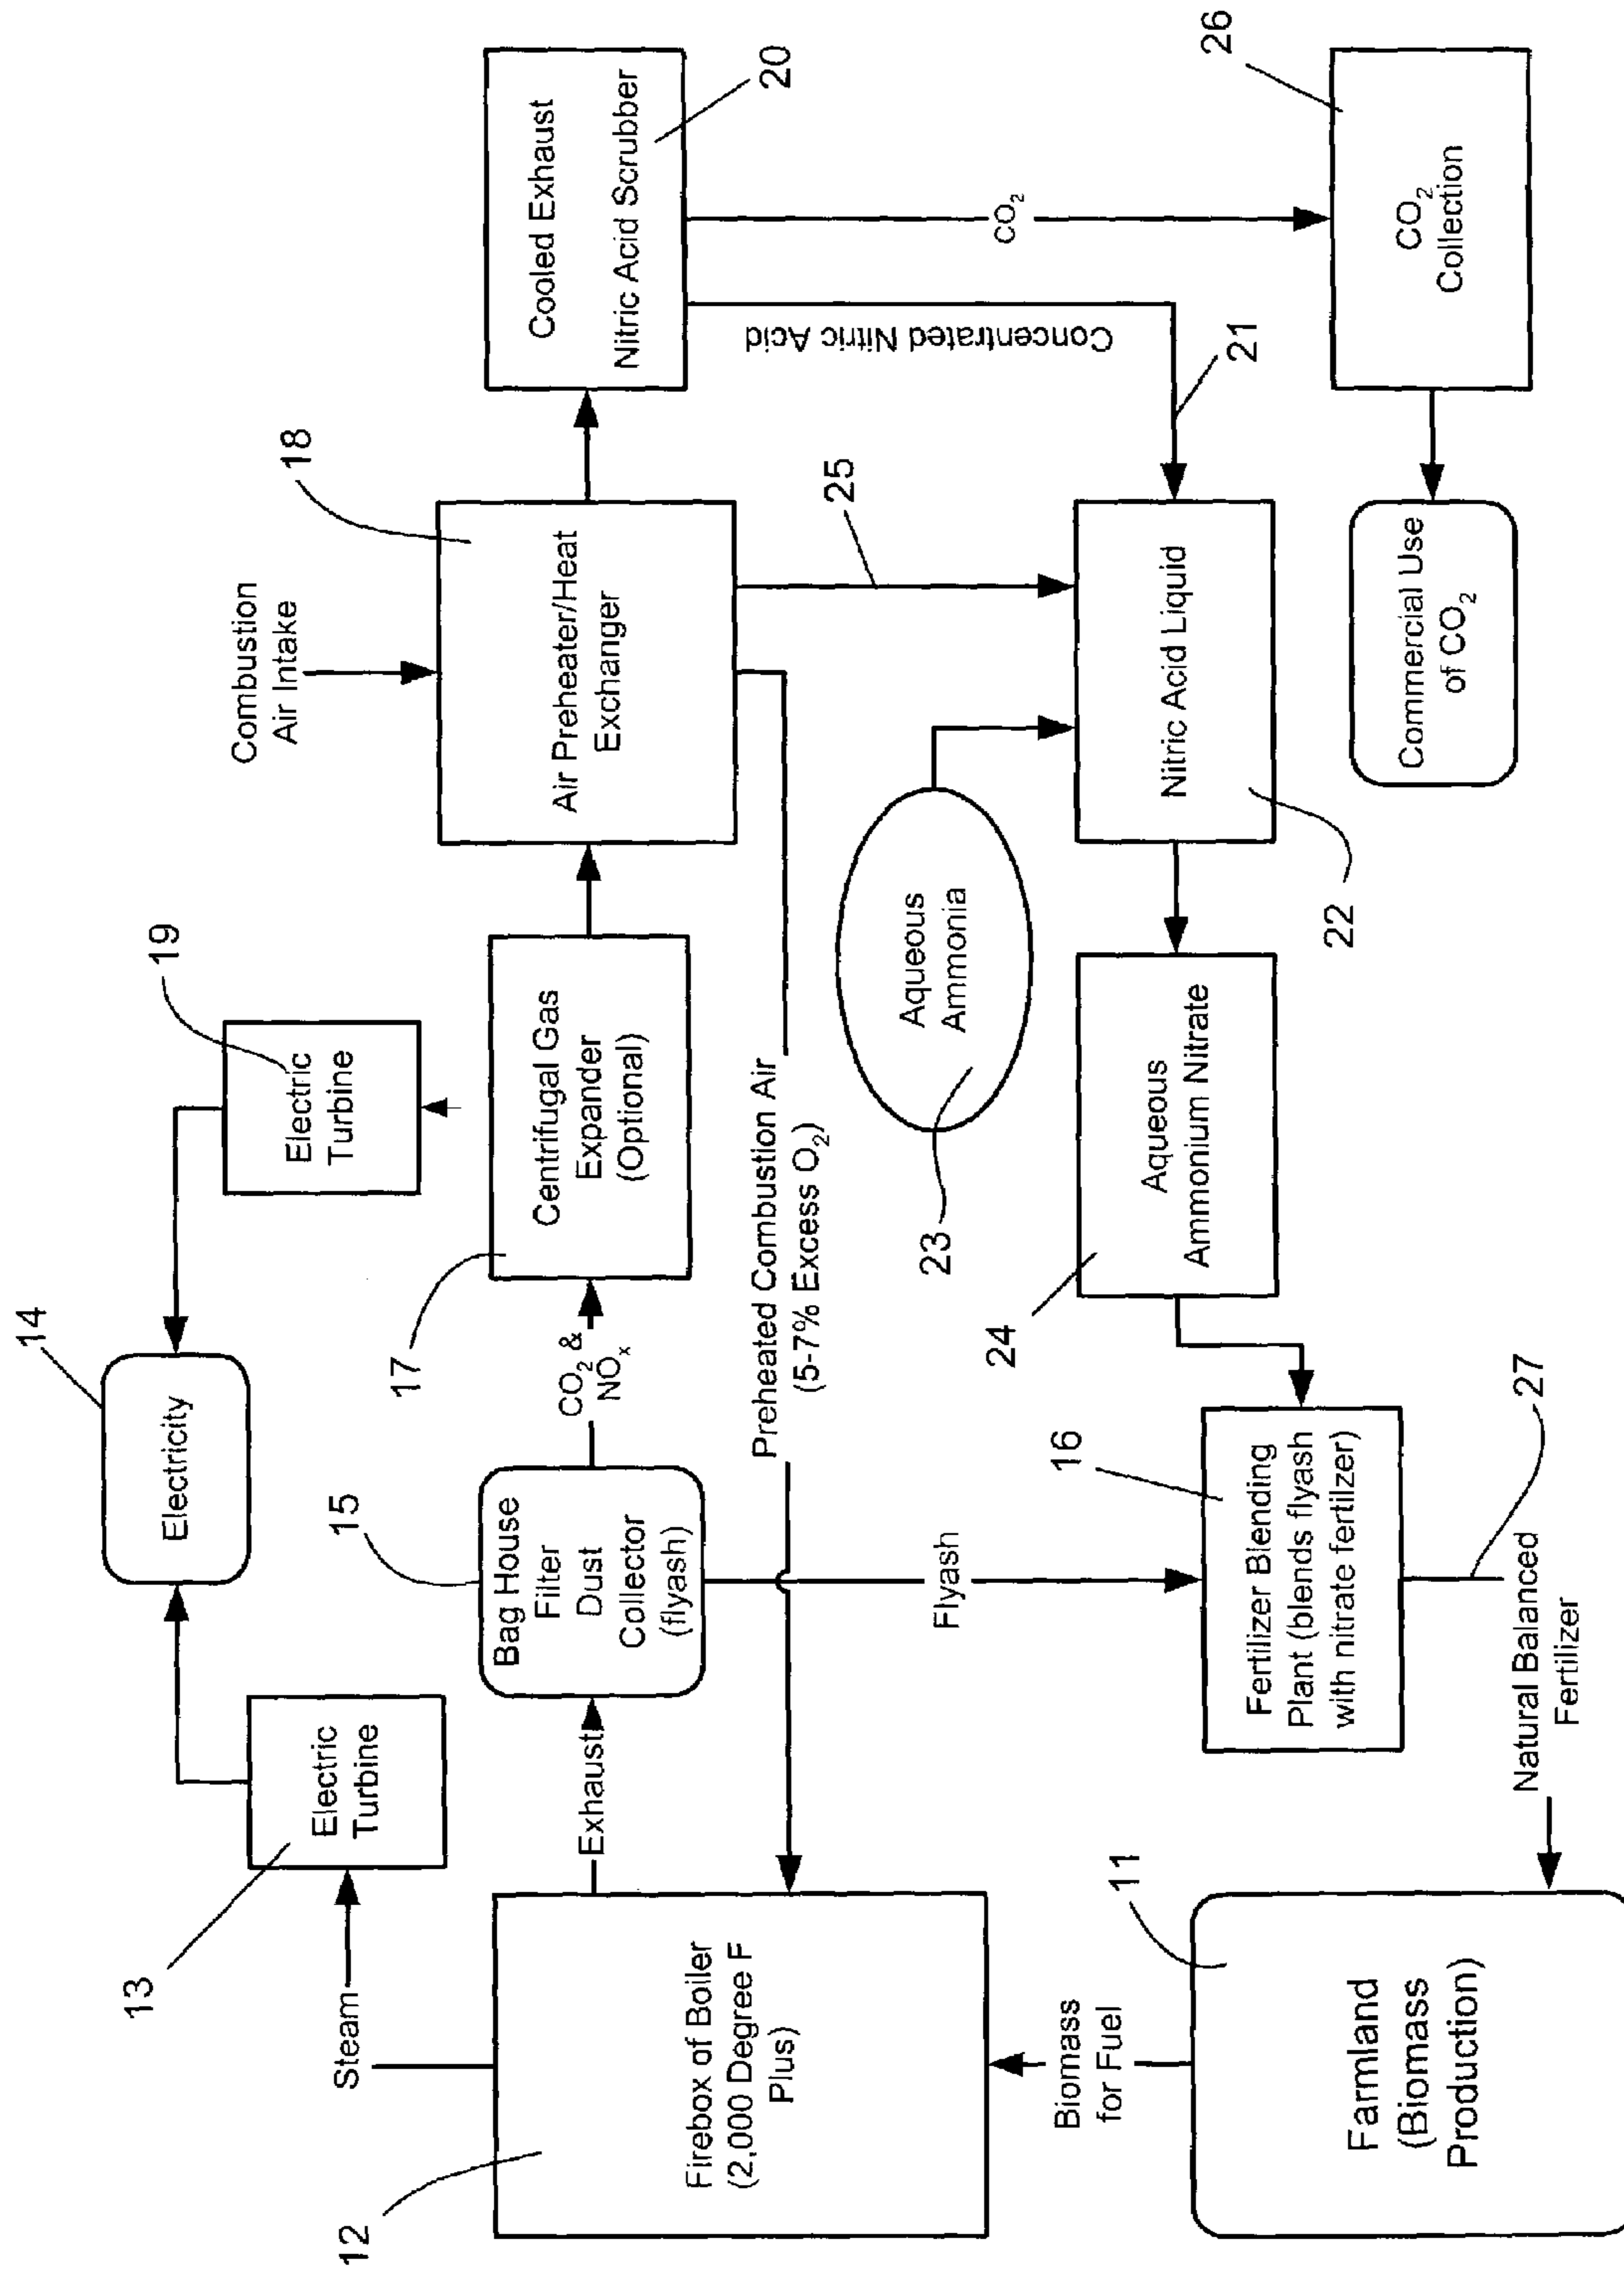 14
Electricity
19
Electric
Turbine
13
Electric
Turbine
Steam
Combustion
Air Intake
18
Air Preheater/Heat
Exchanger
20
Cooled Exhaust
Nitric Acid Scrubber
15
Bag House
Filter
Dust
Collector
(flyash)
CO2 &
NOx
17
Centrifugal Gas
Expander
(Optional)
Exhaust
12
Firebox of Boiler
(2,000 Degree F
Plus)
Preheated Combustion Air
(5-7% Excess O2)
25
Concentrated Nitric Acid
CO2
21
23
Aqueous
Ammonia
Flyash
Biomass
for Fuel
24
Aqueous
Ammonium Nitrate
22
Nitric Acid Liquid
26
CO2
Collection
Commercial Use
of CO2
16
Fertilizer Blending
Plant (blends flyash
with nitrate fertilzer)
27
Natural Balanced
Fertilizer
11
Farmland
(Biomass
Production)